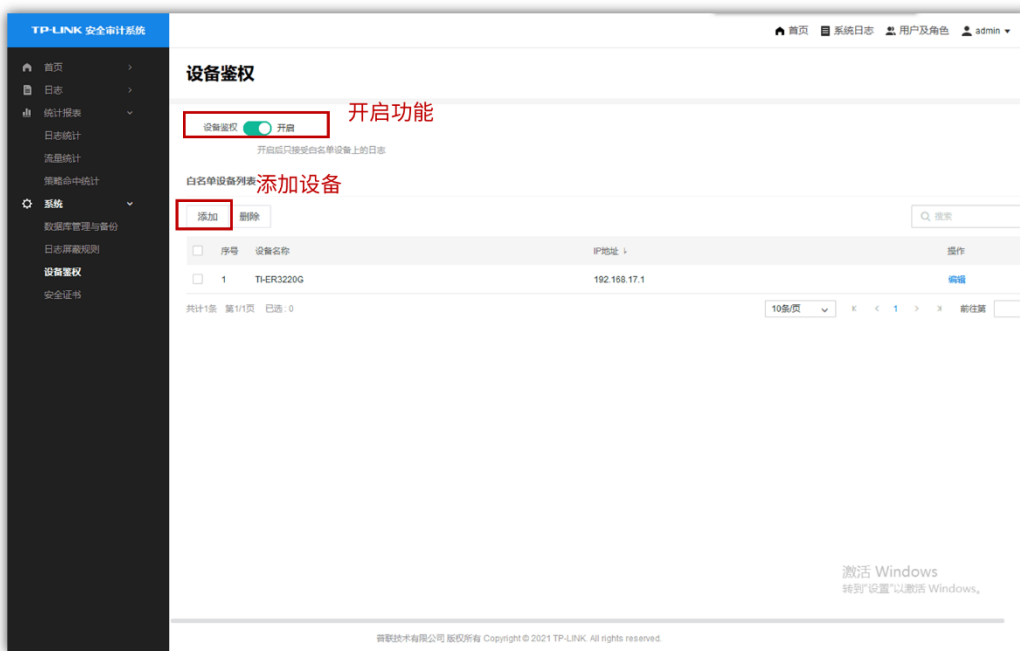 TP-LINK 安全审计系统
首页 系统日志 用户及角色 admin
首页
日志
统计报表
日志统计
流量统计
策略命中统计
系统
数据库管理与备份
日志屏蔽规则
设备鉴权
安全证书
设备鉴权
开启功能
设备鉴权 开启
开启后只接受白名单设备上的日志
白名单设备列表
添加设备
添加 删除 搜索
序号 设备名称 IP地址 操作
1 TI-ER3220G 192.168.17.1 编辑
共计1条 第1/1页 已选 : 0 10条/页 1 前往第
激活 Windows
转到"设置"以激活 Windows。
普联技术有限公司 版权所有 Copyright © 2021 TP-LINK. All rights reserved.